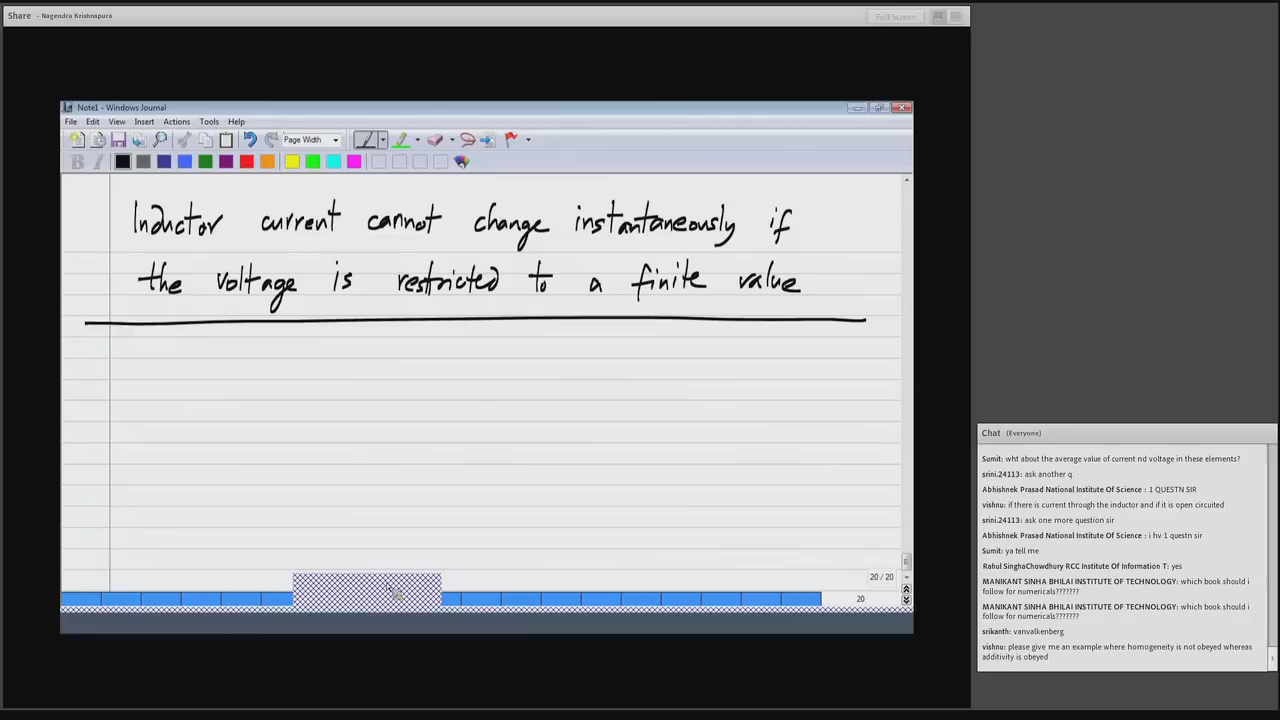 Share - Nagendra Krishnapura
Full Screen
Note1 - Windows Journal
File Edit View Insert Actions Tools Help
Page Width
B I
Inductor current cannot change instantaneously if
the voltage is restricted to a finite value
20 / 20
20
Chat (Everyone)
Sumit: wht about the average value of current nd voltage in these elements?
srini.24113: ask another q.
Abhishnek Prasad National Institute Of Science : 1 QUESTN SIR
vishnu: if there is current through the inductor and if it is open circuited
srini.24113: ask one more question sir
Abhishnek Prasad National Institute Of Science : i hv 1 questn sir
Sumit: ya tell me
Rahul SinghaChowdhury RCC Institute Of Information T: yes
MANIKANT SINHA BHILAI INSTITUTE OF TECHNOLOGY: which book should i
follow for numericals???????
MANIKANT SINHA BHILAI INSTITUTE OF TECHNOLOGY: which book should i
follow for numericals???????
srikanth: vanvalkenberg
vishnu: please give me an example where homogeneity is not obeyed whereas
additivity is obeyed